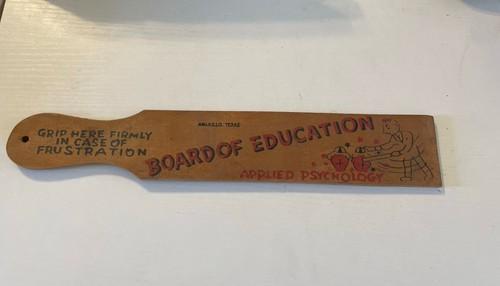 GRIP HERE FIRMLY
IN CASE OF
FRUSTRATION
AMARILLO, TEXAS
BOARD OF EDUCATION
APPLIED PSYCHOLOGY